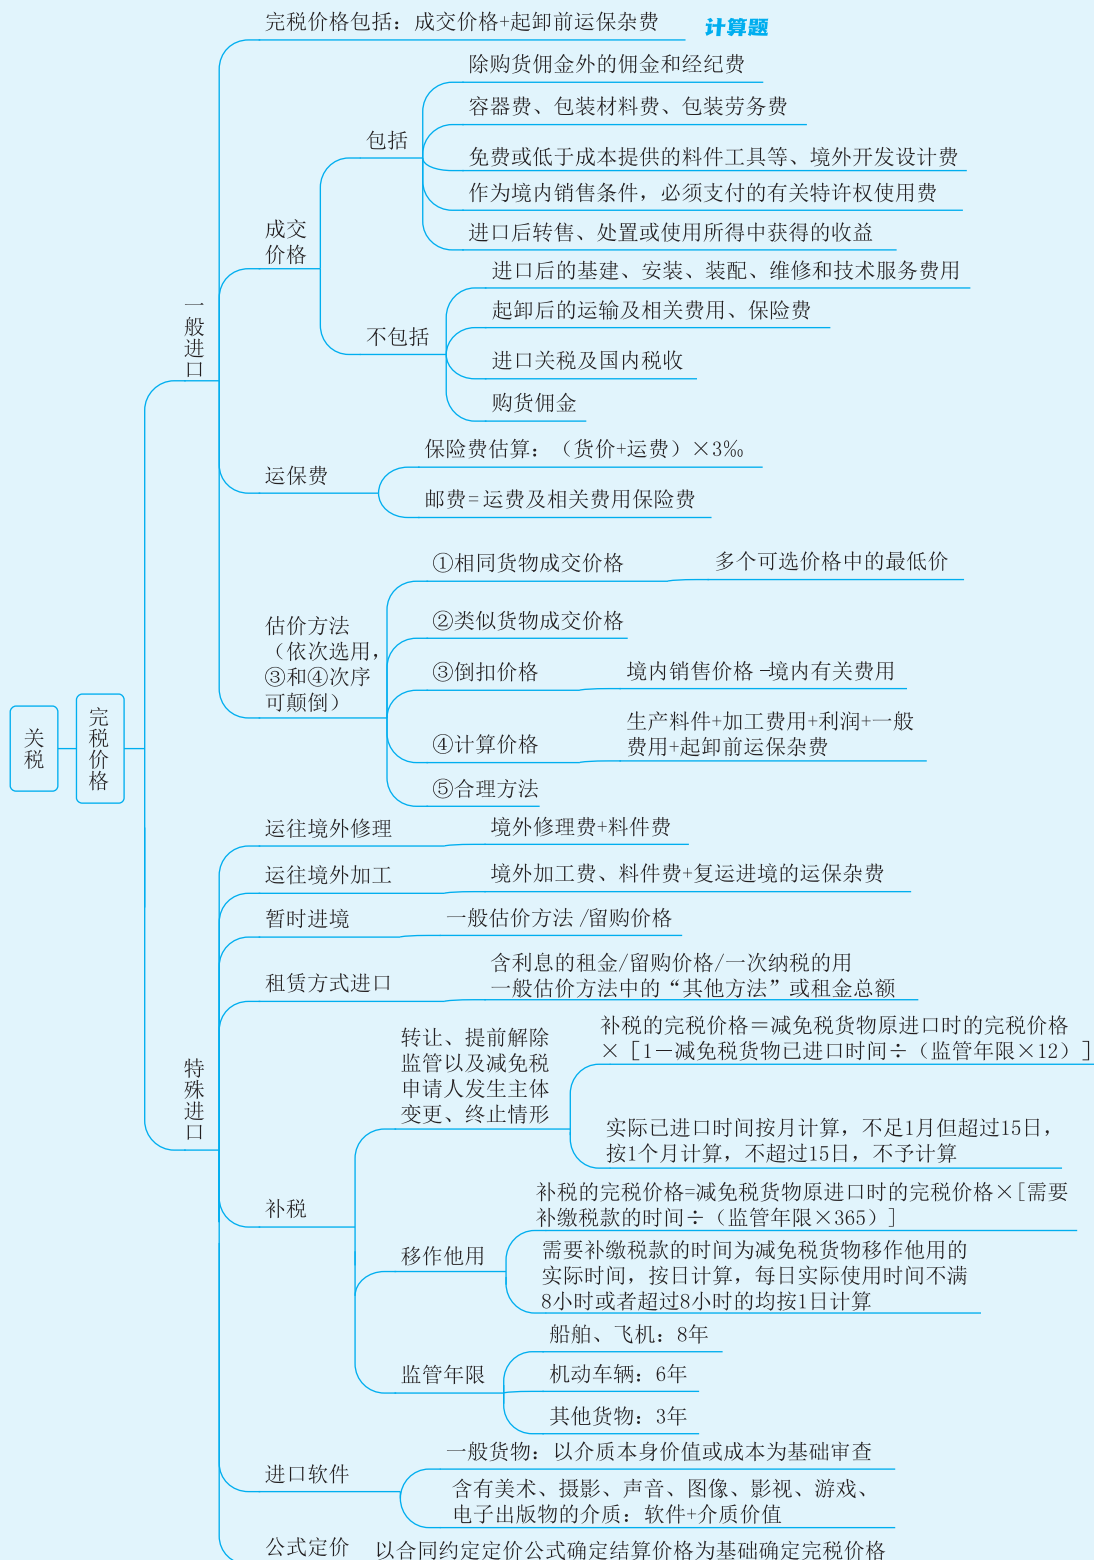 完税价格包括：成交价格+起卸前运保杂费
计算题
除购货佣金外的佣金和经纪费
容器费、包装材料费、包装劳务费
包括
免费或低于成本提供的料件工具等、境外开发设计费
作为境内销售条件，必须支付的有关特许权使用费
进口后转售、处置或使用所得中获得的收益
成交
价格
进口后的基建、安装、装配、维修和技术服务费用
起卸后的运输及相关费用、保险费
不包括
进口关税及国内税收
购货佣金
一般进口
保险费估算：（货价+运费）×3‰
运保费
邮费=运费及相关费用保险费
①相同货物成交价格
多个可选价格中的最低价
②类似货物成交价格
估价方法
（依次选用，
③和④次序
可颠倒）
③倒扣价格
境内销售价格-境内有关费用
④计算价格
生产料件+加工费用+利润+一般
费用+起卸前运保杂费
⑤合理方法
关税
完税价格
运往境外修理
境外修理费+料件费
运往境外加工
境外加工费、料件费+复运进境的运保杂费
暂时进境
一般估价方法/留购价格
租赁方式进口
含利息的租金/留购价格/一次纳税的用
一般估价方法中的“其他方法”或租金总额
特殊进口
转让、提前解除
监管以及减免税
申请人发生主体
变更、终止情形
补税的完税价格＝减免税货物原进口时的完税价格
×［1－减免税货物已进口时间÷（监管年限×12）］
实际已进口时间按月计算，不足1月但超过15日，
按1个月计算，不超过15日，不予计算
补税
补税的完税价格=减免税货物原进口时的完税价格×[需要
补缴税款的时间÷（监管年限×365）]
移作他用
需要补缴税款的时间为减免税货物移作他用的
实际时间，按日计算，每日实际使用时间不满
8小时或者超过8小时的均按1日计算
船舶、飞机：8年
监管年限
机动车辆：6年
其他货物：3年
一般货物：以介质本身价值或成本为基础审查
进口软件
含有美术、摄影、声音、图像、影视、游戏、
电子出版物的介质：软件+介质价值
公式定价
以合同约定定价公式确定结算价格为基础确定完税价格